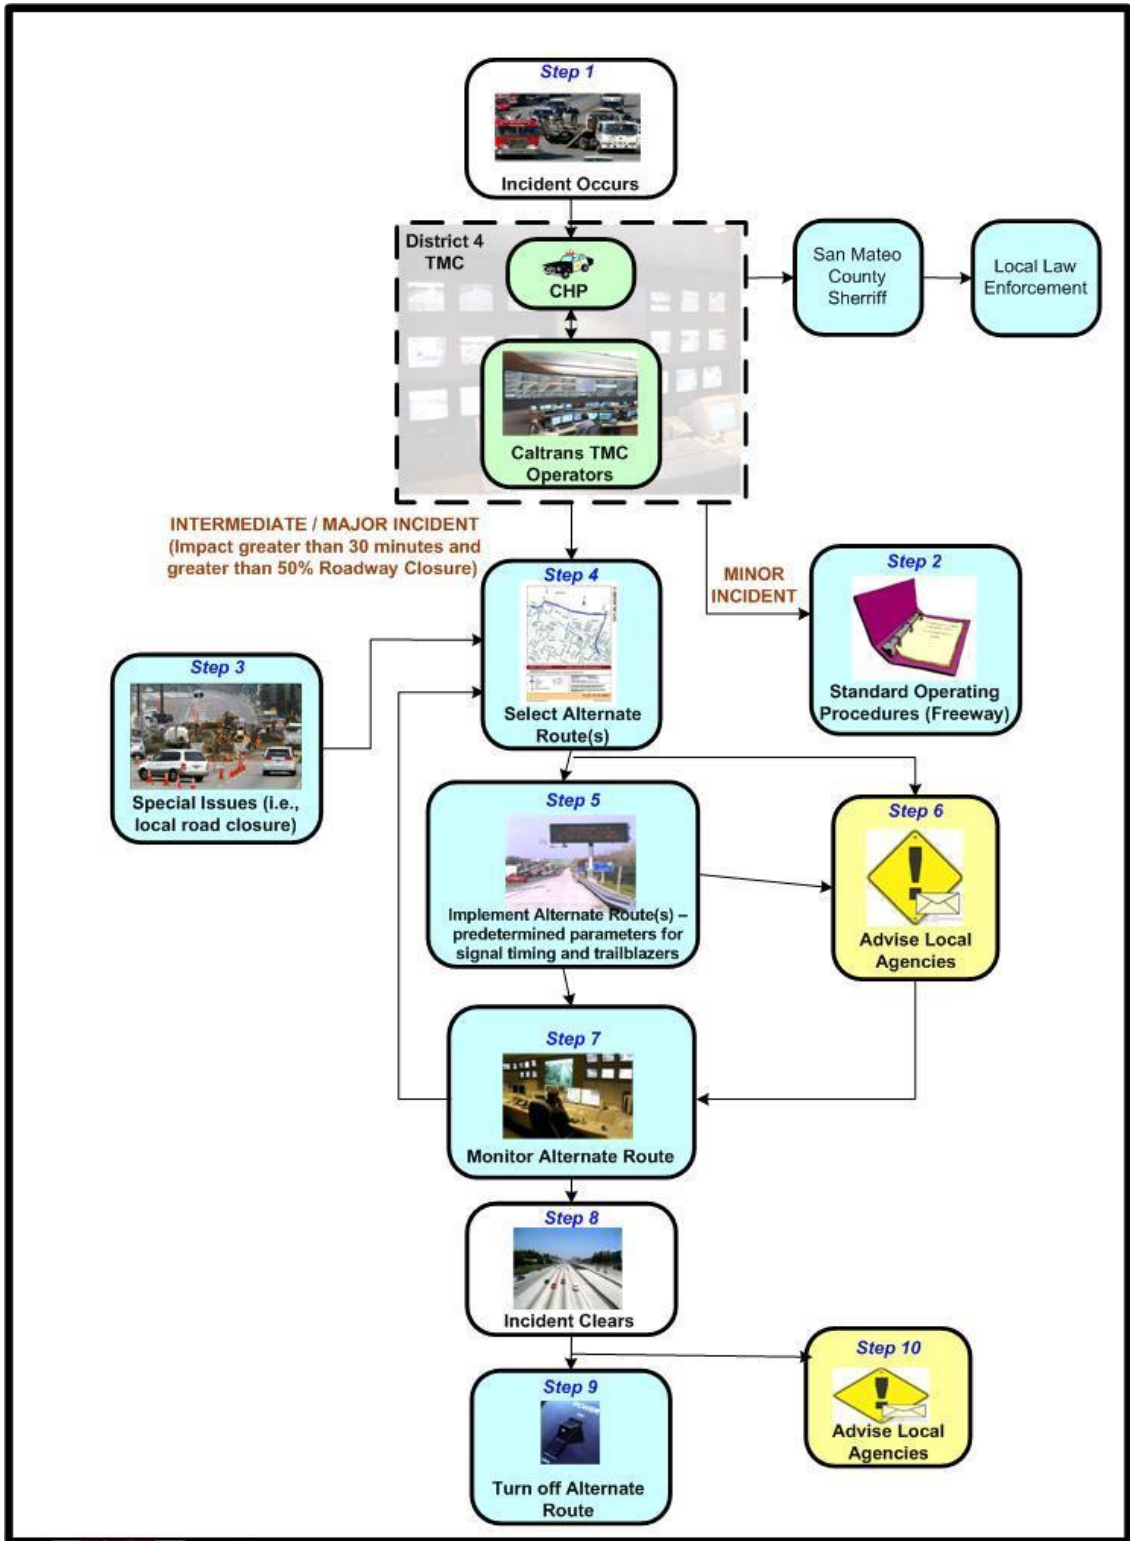 Step 1
Incident Occurs
District 4
TMC
CHP
Caltrans TMC
Operators
San Mateo
County
Sherriff
Local Law
Enforcement
INTERMEDIATE / MAJOR INCIDENT
(Impact greater than 30 minutes and
greater than 50% Roadway Closure)
MINOR
INCIDENT
Step 2
Standard Operating
Procedures (Freeway)
Step 3
Special Issues (i.e.,
local road closure)
Step 4
Select Alternate
Route(s)
Step 5
Implement Alternate Route(s) –
predetermined parameters for
signal timing and trailblazers
Step 6
Advise Local
Agencies
Step 7
Monitor Alternate Route
Step 8
Incident Clears
Step 9
Turn off Alternate
Route
Step 10
Advise Local
Agencies